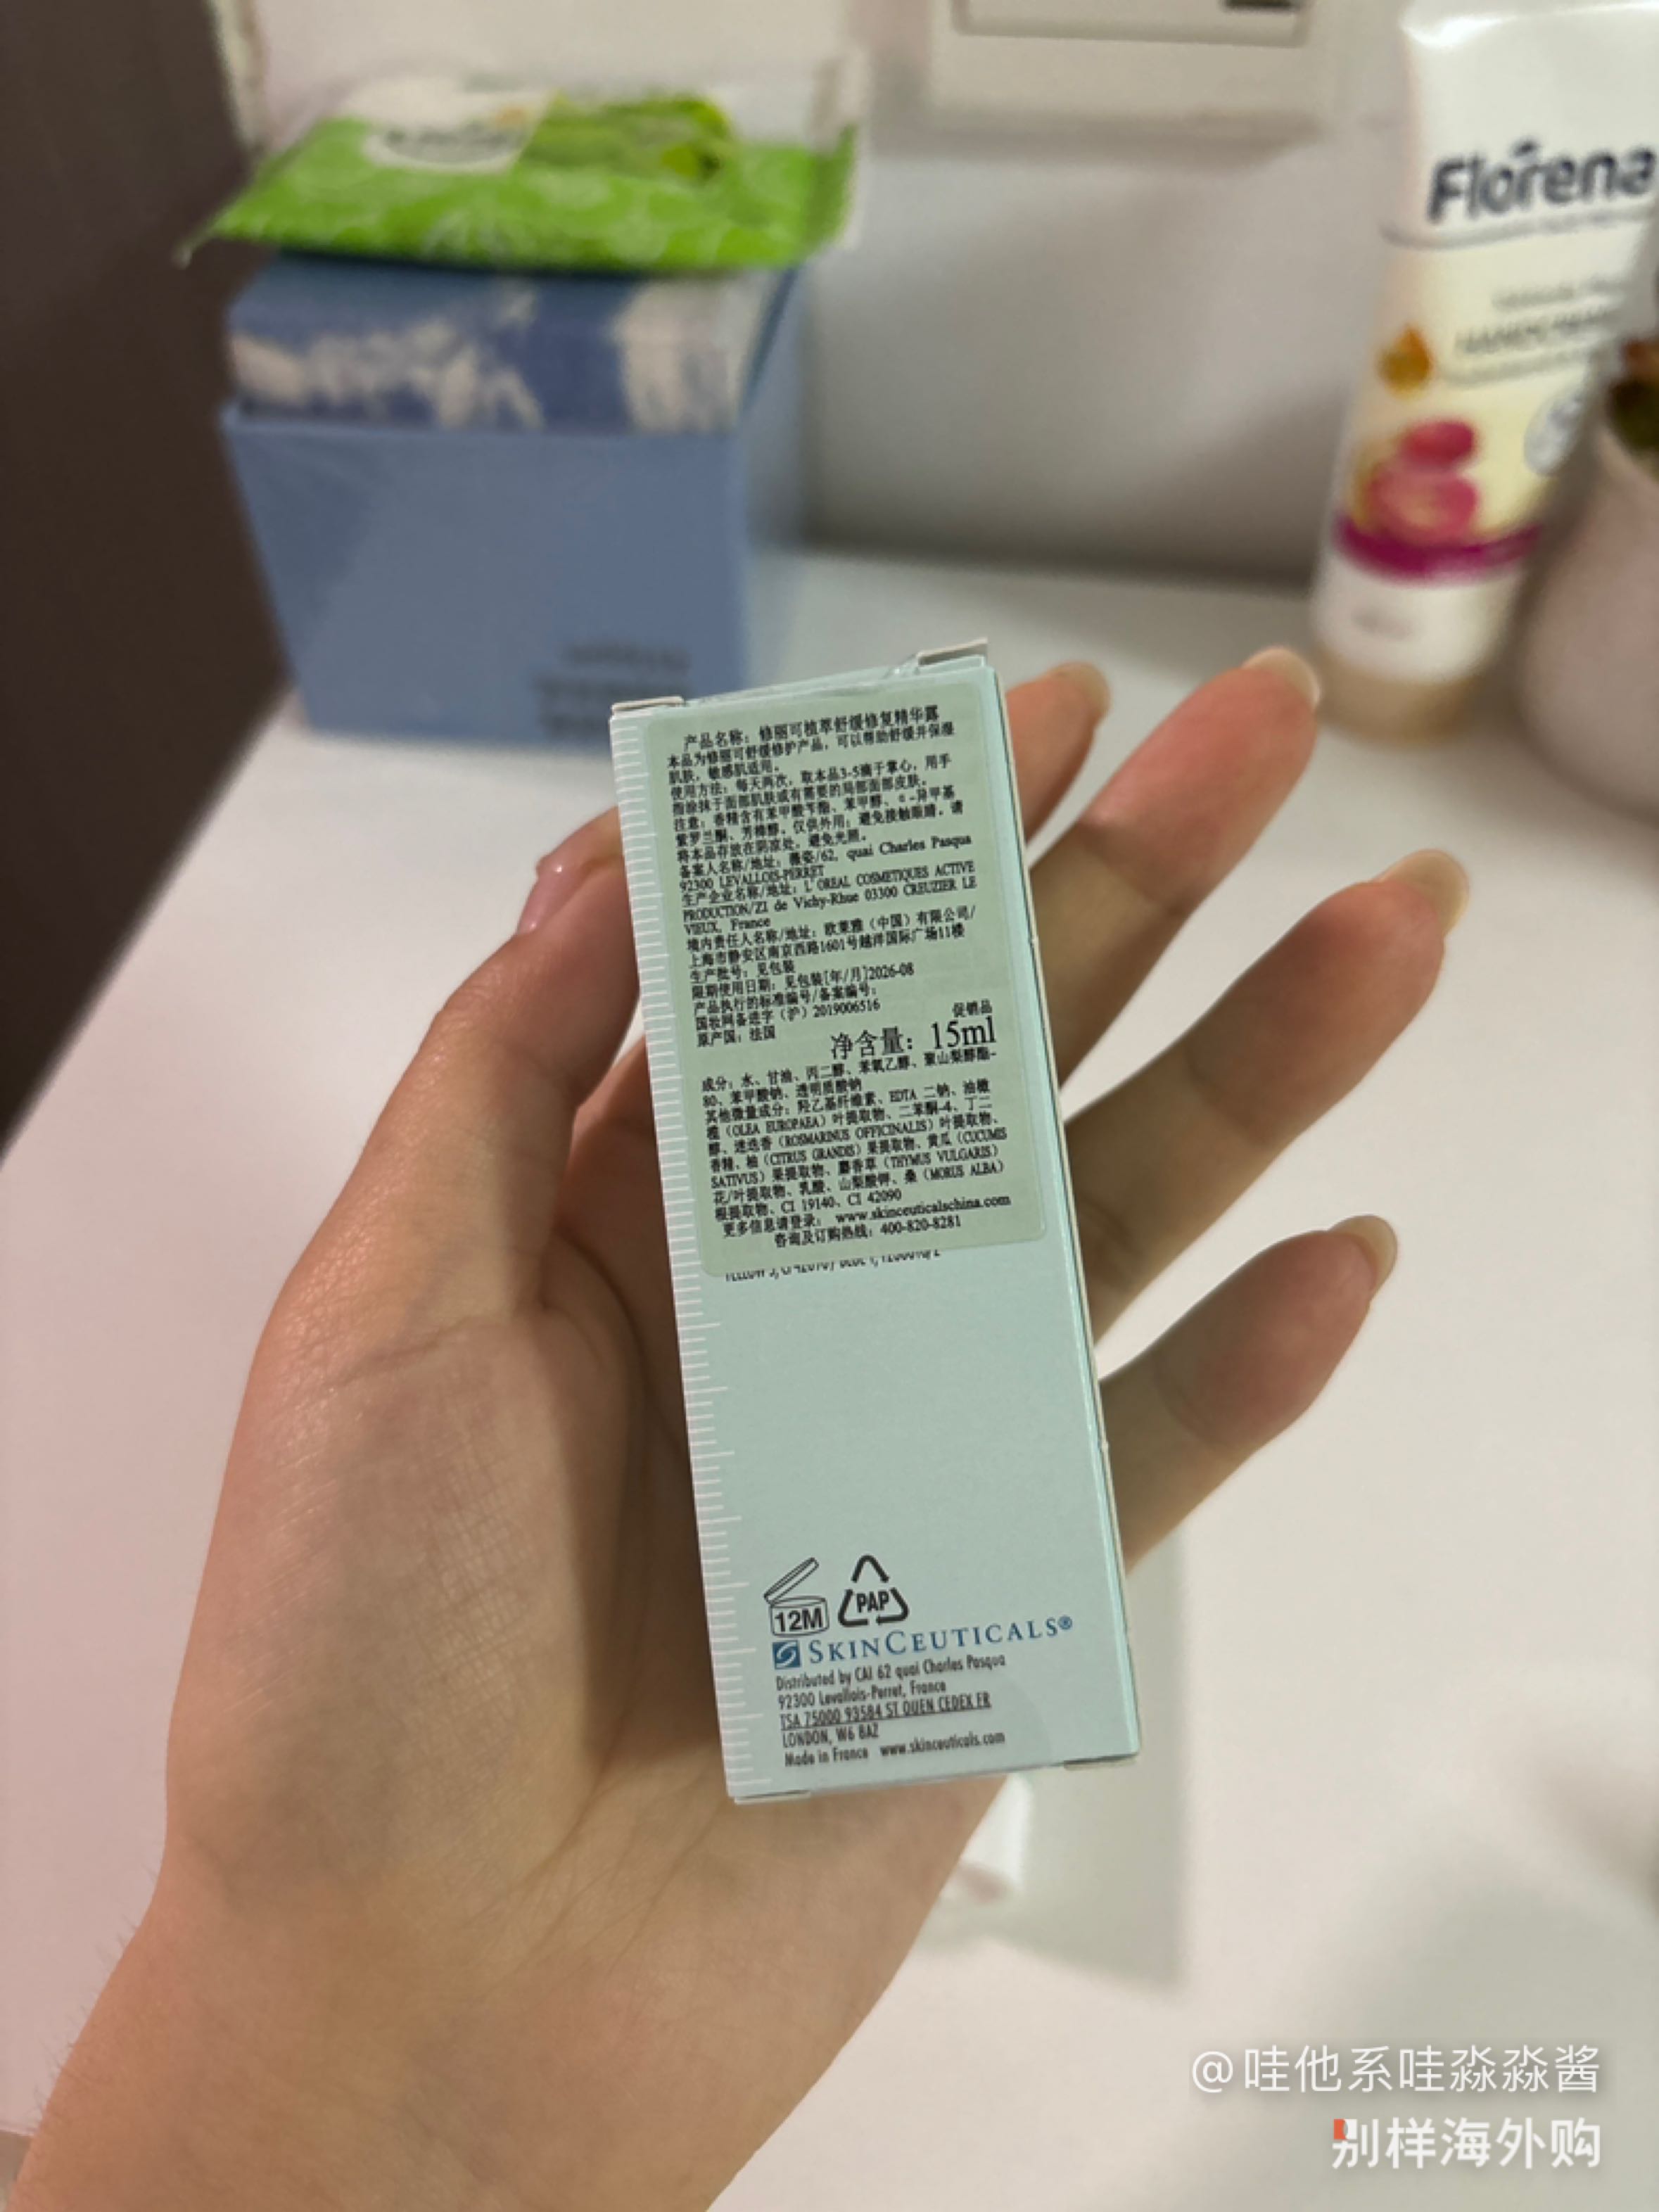 Florena
HANDCREME
产品名称：修丽可植萃舒缓修复精华露
本品为修丽可舒缓修护产品，可以帮助舒缓并保湿
肌肤，敏感肌适用。
使用方法：每天两次，取本品3-5滴于掌心，用手
指涂抹于面部肌肤或有需要的局部面部皮肤。
注意：香精含有苯甲酸苄酯、苯甲醇、α-异甲基
紫罗兰酮、芳樟醇。仅供外用；避免接触眼睛，请
将本品存放在阴凉处，避免光照。
备案人名称/地址：薇姿/62, quai Charles Pasqua
92300 LEVALLOIS-PERRET
生产企业名称/地址：L'OREAL COSMETIQUES ACTIVE
PRODUCTION/ZI de Vichy-Rhue 03300 CREUZIER LE
VIEUX, France
境内责任人名称/地址：欧莱雅（中国）有限公司/
上海市静安区南京西路1601号越洋国际广场11楼
生产批号：见包装
限期使用日期：见包装[年/月]2026-08
产品执行的标准编号/备案编号：
国妆网备进字（沪）2019006516
原产国：法国
促销品
净含量：15ml
成分：水、甘油、丙二醇、苯氧乙醇、聚山梨醇酯-
80、苯甲酸钠、透明质酸钠
其他微量成分：羟乙基纤维素、EDTA 二钠、油橄
榄（OLEA EUROPAEA）叶提取物、二苯酮-4、丁二
醇、迷迭香（ROSMARINUS OFFICINALIS）叶提取物、
香精、柚（CITRUS GRANDIS）果提取物、黄瓜（CUCUMIS
SATIVUS）果提取物、麝香草（THYMUS VULGARIS）
花/叶提取物、乳酸、山梨酸钾、桑（MORUS ALBA）
根提取物、CI 19140、CI 42090
更多信息请登录：www.skinceuticalschina.com
咨询及订购热线：400-820-8281
12M
PAP
SKINCEUTICALS®
Distributed by CAI 62 quai Charles Pasqua
92300 Levallois-Perret, France
TSA 75000 93584 ST OUEN CEDEX FR
LONDON, W6 8AZ
Made in France www.skinceuticals.com
@哇他系哇淼淼酱
别样海外购